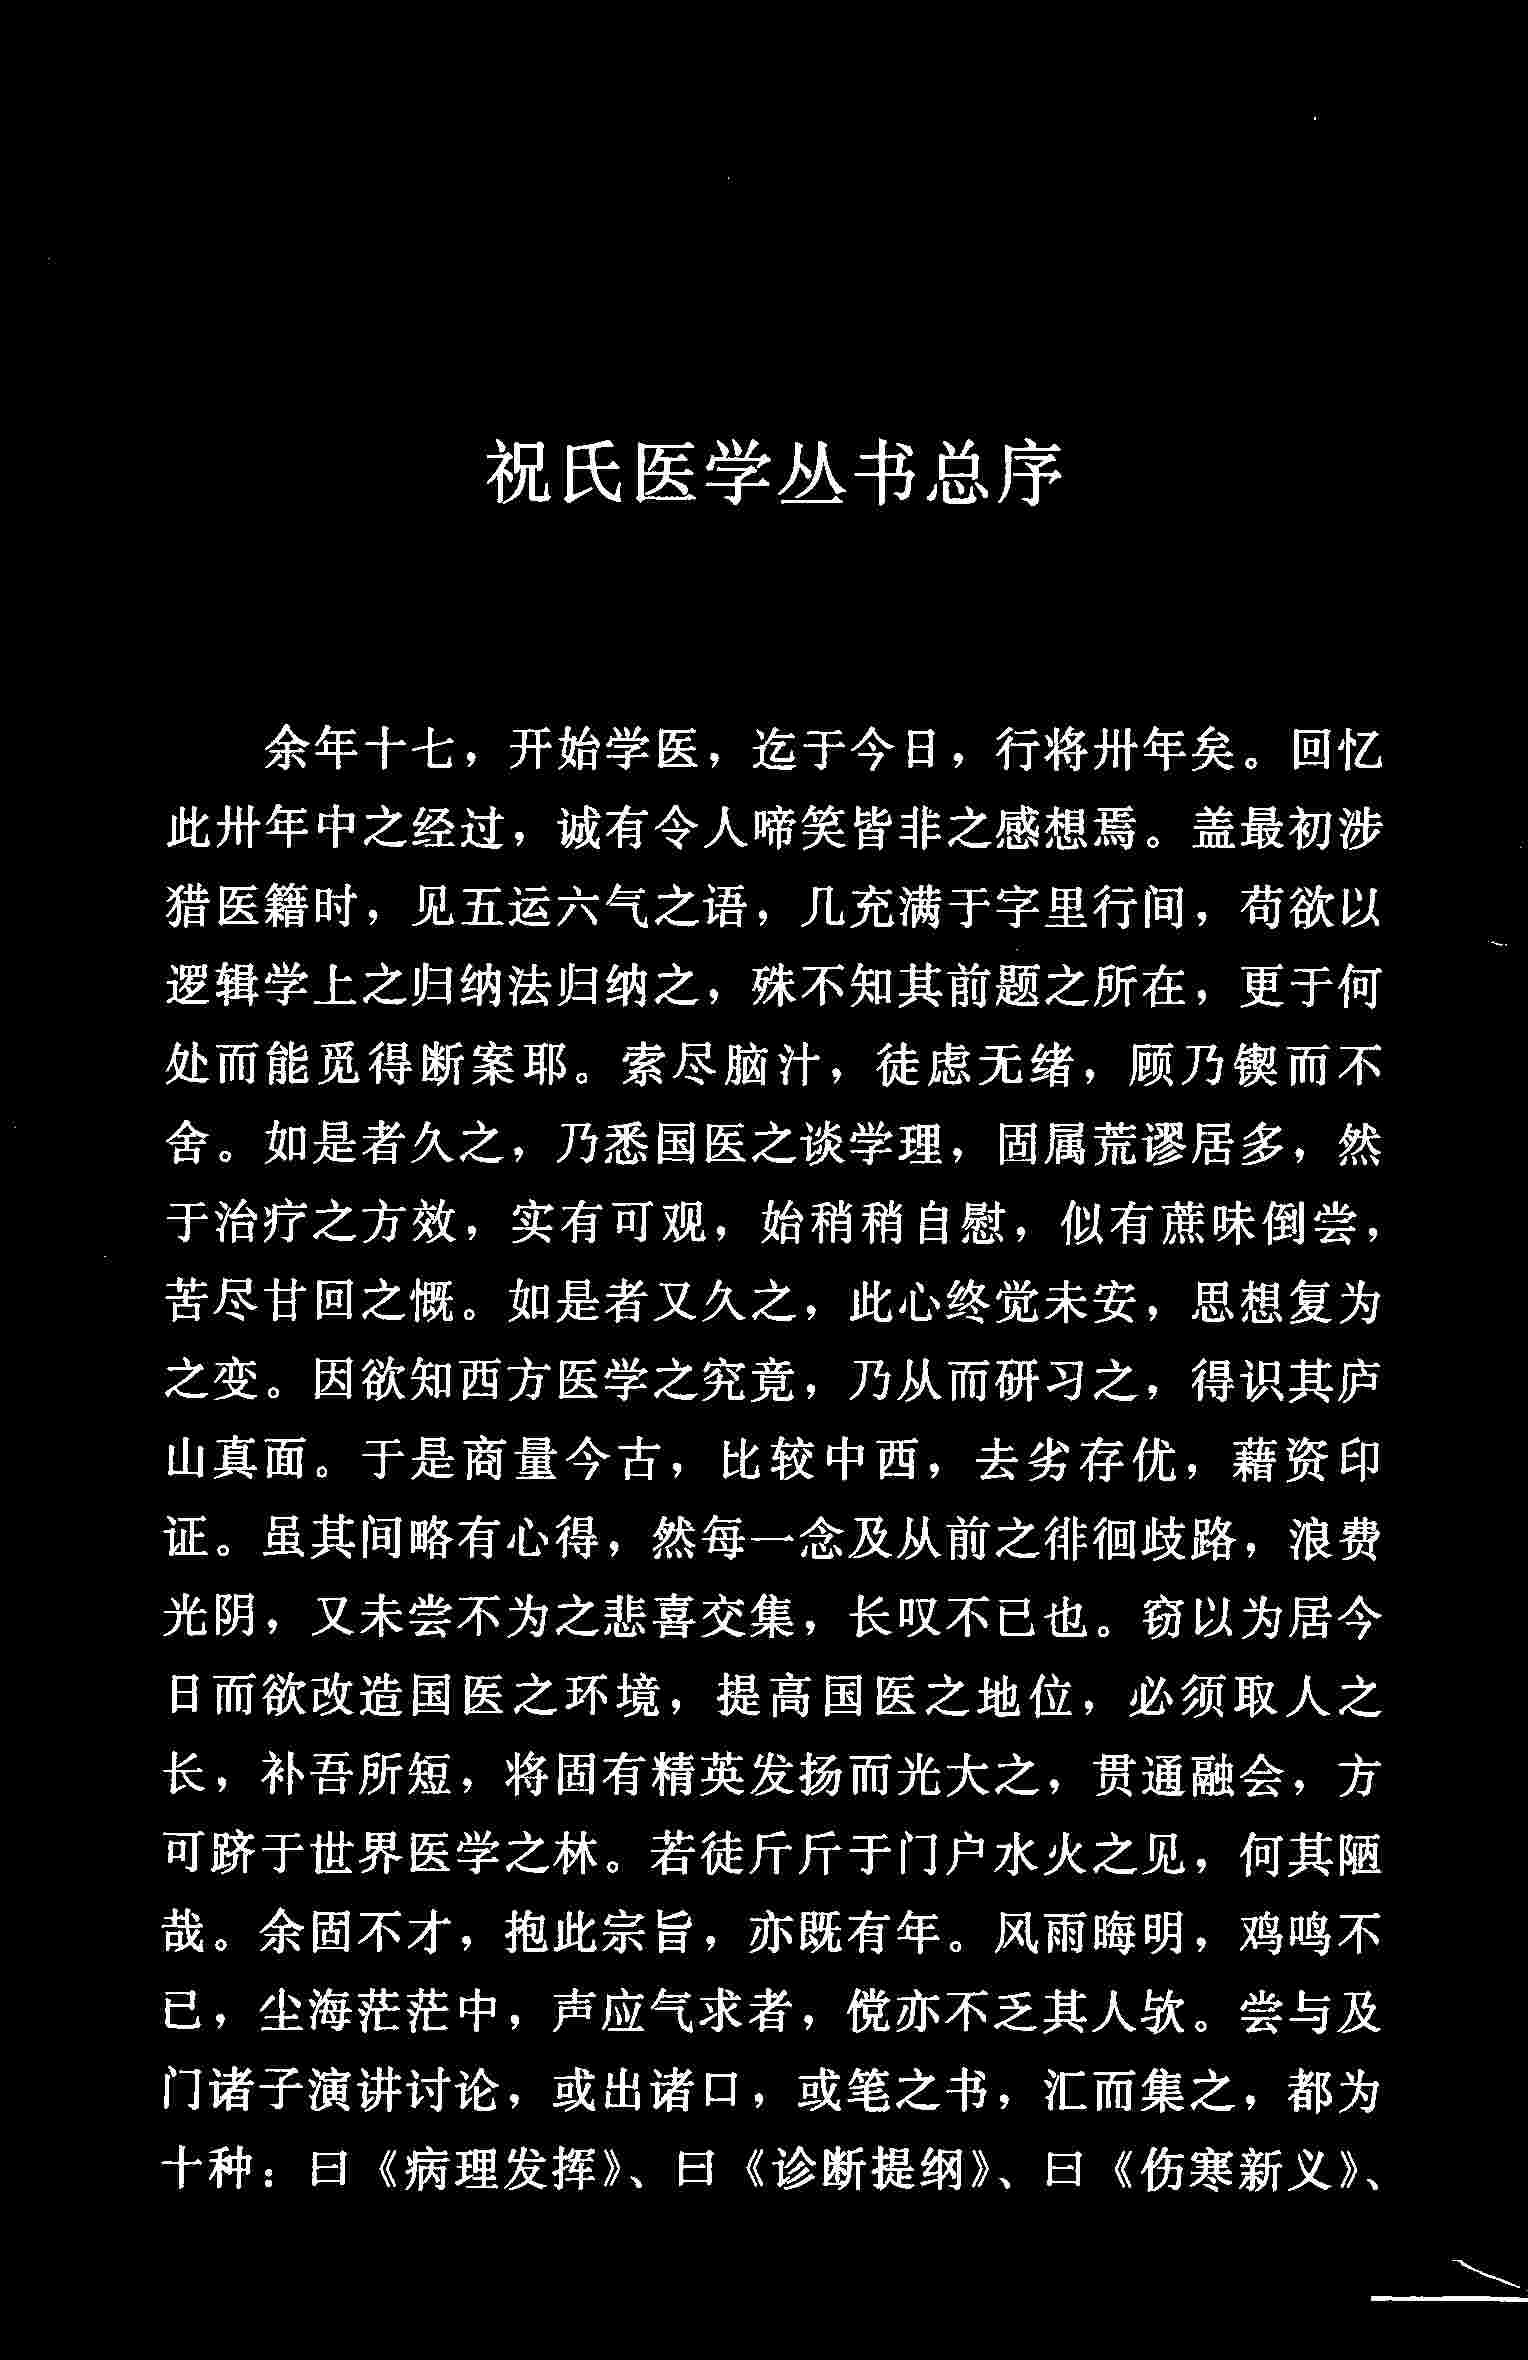 祝氏医学丛书总序
余年十七，开始学医，迄于今日，行将卅年矣。回忆
此卅年中之经过，诚有令人啼笑皆非之感想焉。盖最初涉
猎医籍时，见五运六气之语，几充满于字里行间，苟欲以
逻辑学上之归纳法归纳之，殊不知其前题之所在，更于何
处而能觅得断案耶。索尽脑汁，徒虑无绪，顾乃锲而不
舍。如是者久之，乃悉国医之谈学理，固属荒谬居多，然
于治疗之方效，实有可观，始稍稍自慰，似有蔗味倒尝，
苦尽甘回之慨。如是者又久之，此心终觉未安，思想复为
之变。因欲知西方医学之究竟，乃从而研习之，得识其庐
山真面。于是商量今古，比较中西，去劣存优，藉资印
证。虽其间略有心得，然每一念及从前之徘徊歧路，浪费
光阴，又未尝不为之悲喜交集，长叹不已也。窃以为居今
日而欲改造国医之环境，提高国医之地位，必须取人之
长，补吾所短，将固有精英发扬而光大之，贯通融会，方
可跻于世界医学之林。若徒斤斤于门户水火之见，何其陋
哉。余固不才，抱此宗旨，亦既有年。风雨晦明，鸡鸣不
已，尘海茫茫中，声应气求者，傥亦不乏其人欤。尝与及
门诸子演讲讨论，或出诸口，或笔之书，汇而集之，都为
十种：曰《病理发挥》、曰《诊断提纲》、曰《伤寒新义》、